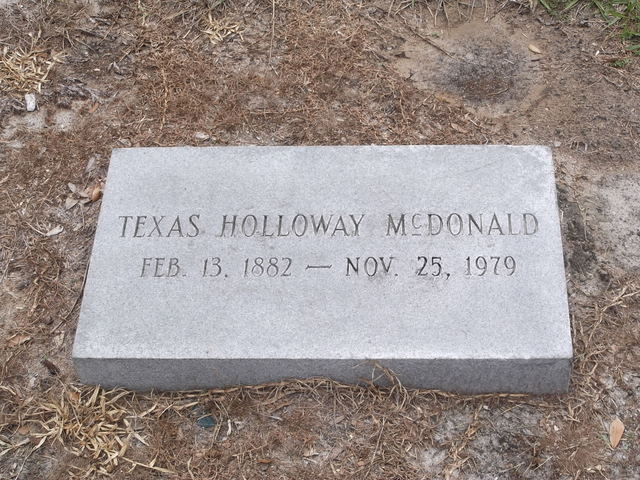 TEXAS HOLLOWAY McDONALD
FEB. 13, 1882 — NOV. 25, 1979